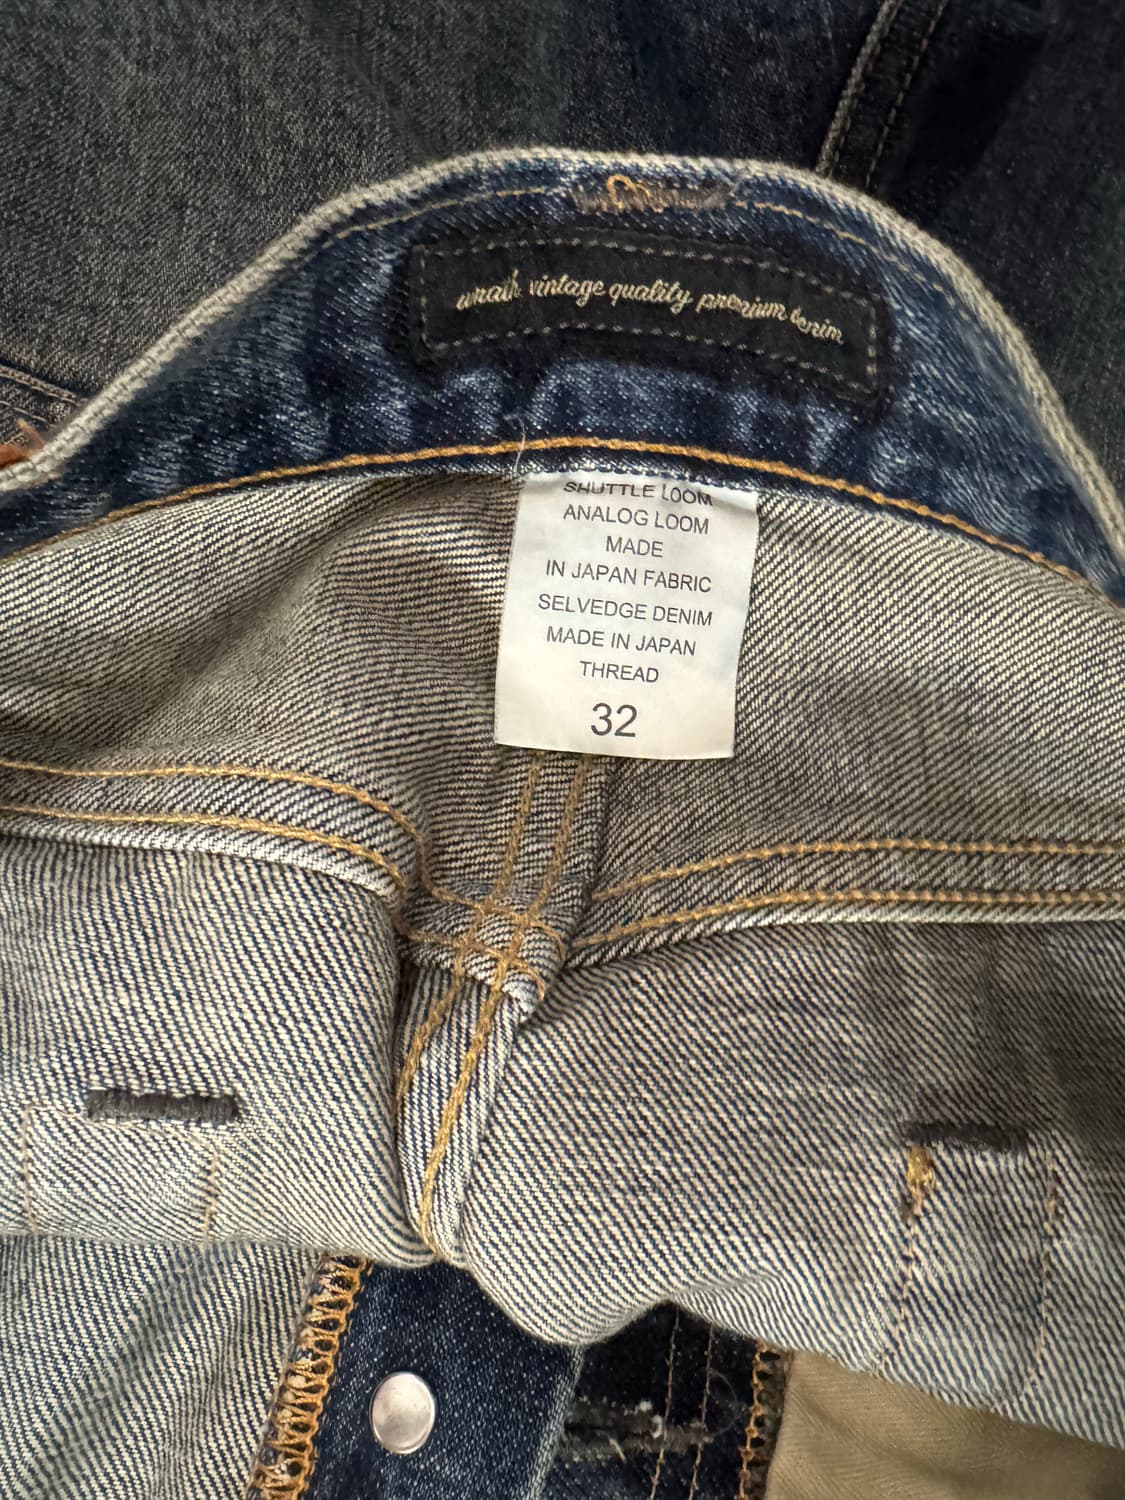 wrath vintage quality premium denim
SHUTTLE LOOM
ANALOG LOOM
MADE
IN JAPAN FABRIC
SELVEDGE DENIM
MADE IN JAPAN
THREAD
32